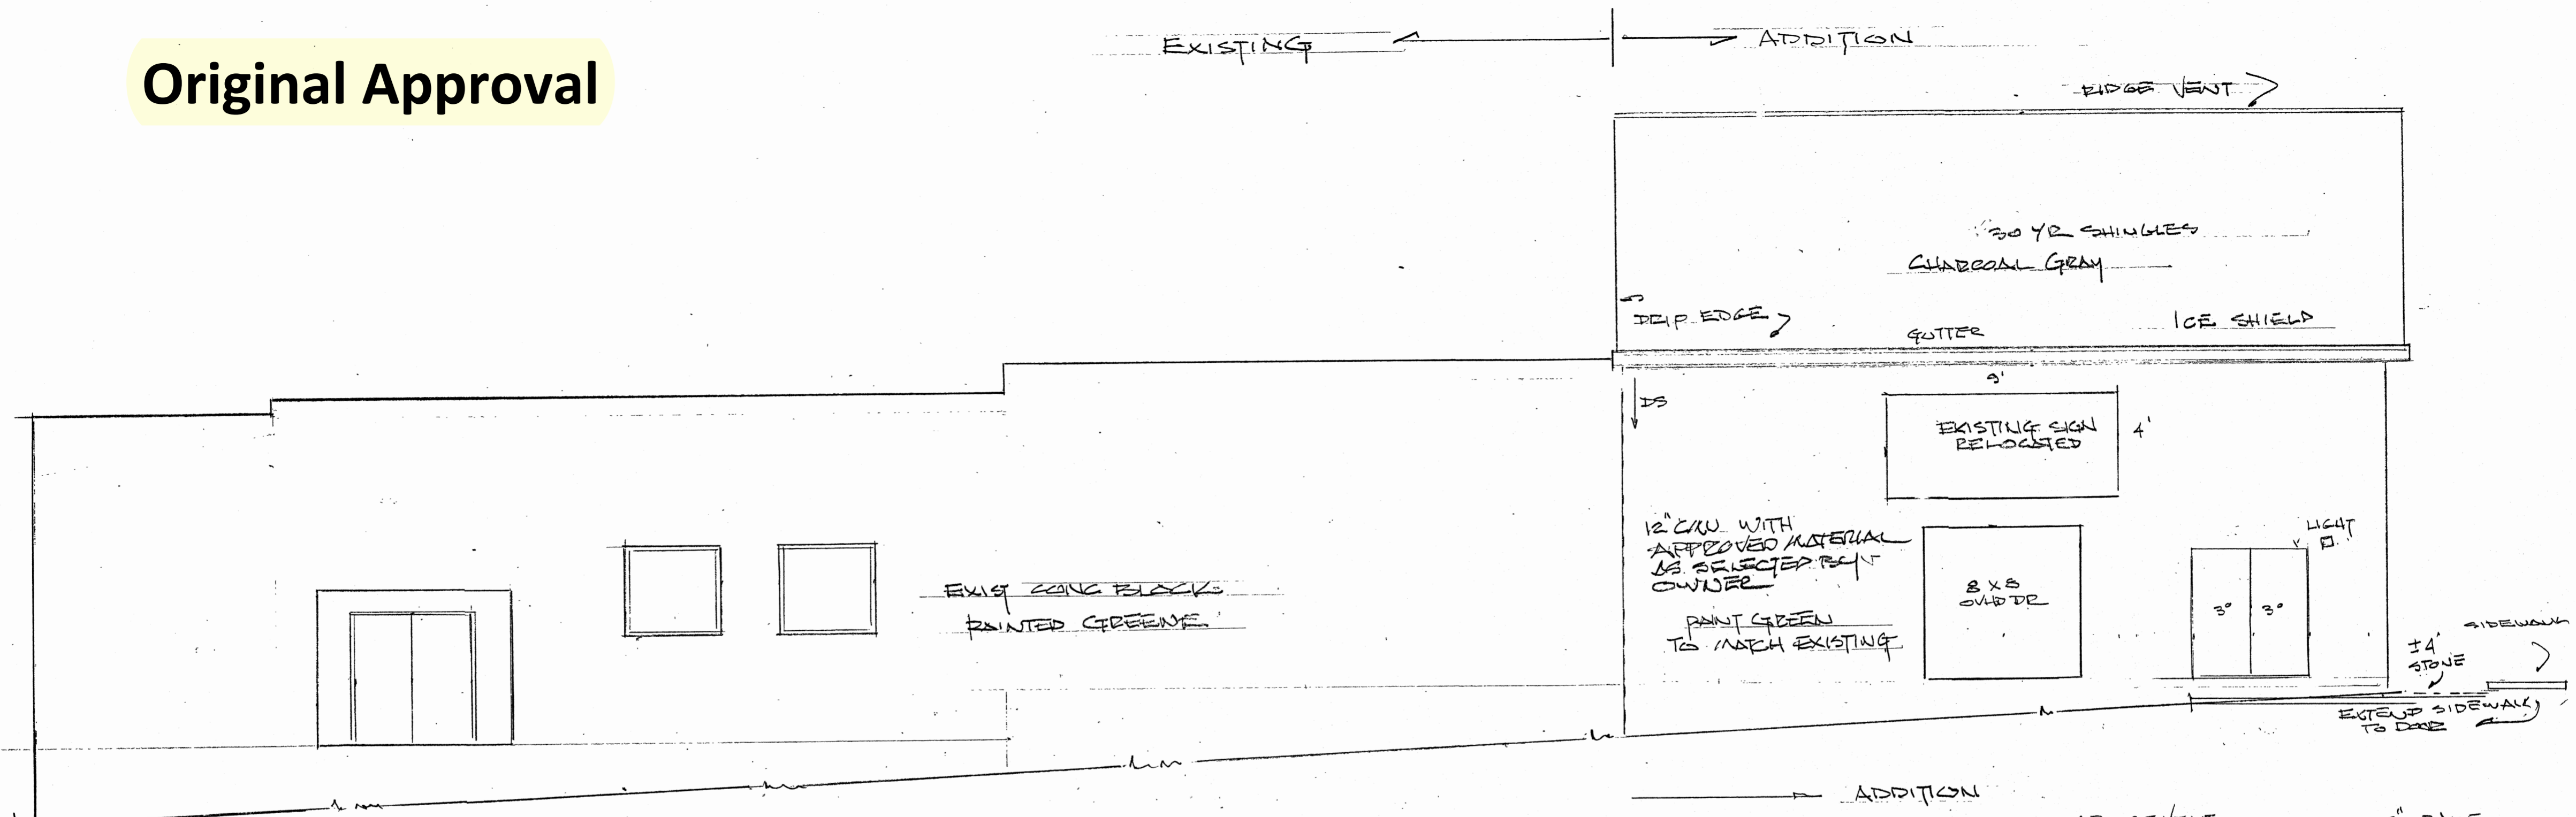 Original Approval
EXISTING
ADDITION
RIDGE VENT
30 YR SHINGLES
CHARCOAL GRAY
DRIP EDGE
GUTTER
ICE SHIELD
9'
DS
EXISTING SIGN
RELOCATED
4'
12" CMU WITH
APPROVED MATERIAL
AS SELECTED BY
OWNER
PAINT GREEN
TO MATCH EXISTING
8 X 8
OVHD DR
LIGHT
3° 3°
EXIST CONC BLOCK
PAINTED GREENE
SIDEWALK
±4'
STONE
EXTEND SIDEWALK
TO DOOR
ADDITION